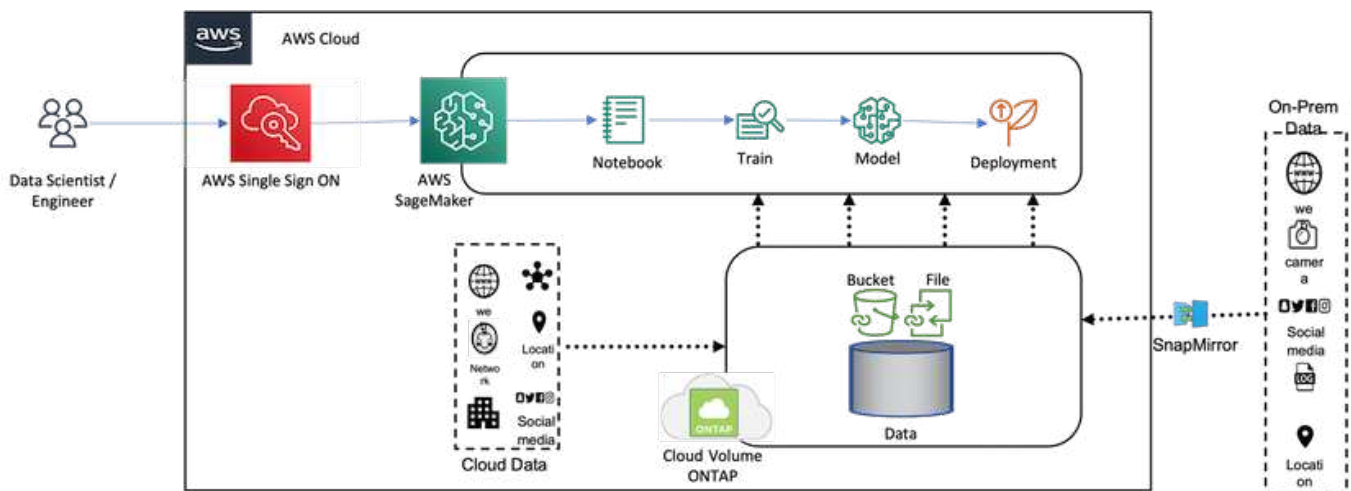 aws
AWS Cloud
On-Prem
Data
Notebook
Train
Model
Deployment
Data Scientist /
Engineer
AWS Single Sign ON
AWS
SageMaker
WWW
we
camer
a
Social
media
LOG
Locati
on
WWW
we
Locati
on
Netwo
rk
Social
media
Cloud Data
Bucket
File
Data
ONTAP
Cloud Volume
ONTAP
SnapMirror